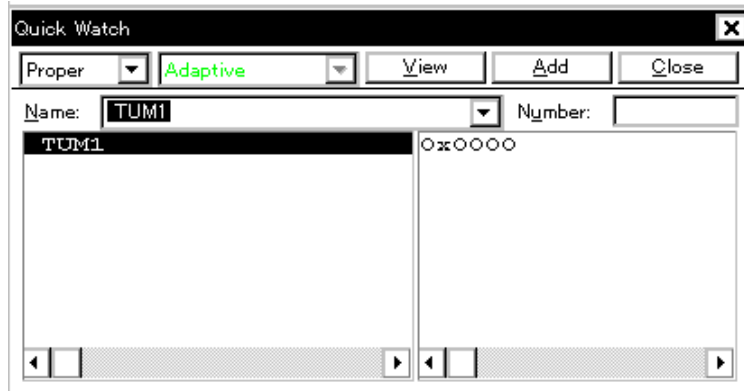 Quick Watch
Proper Adaptive View Add Close
Name: TUM1 Number:
TUM1 0x0000